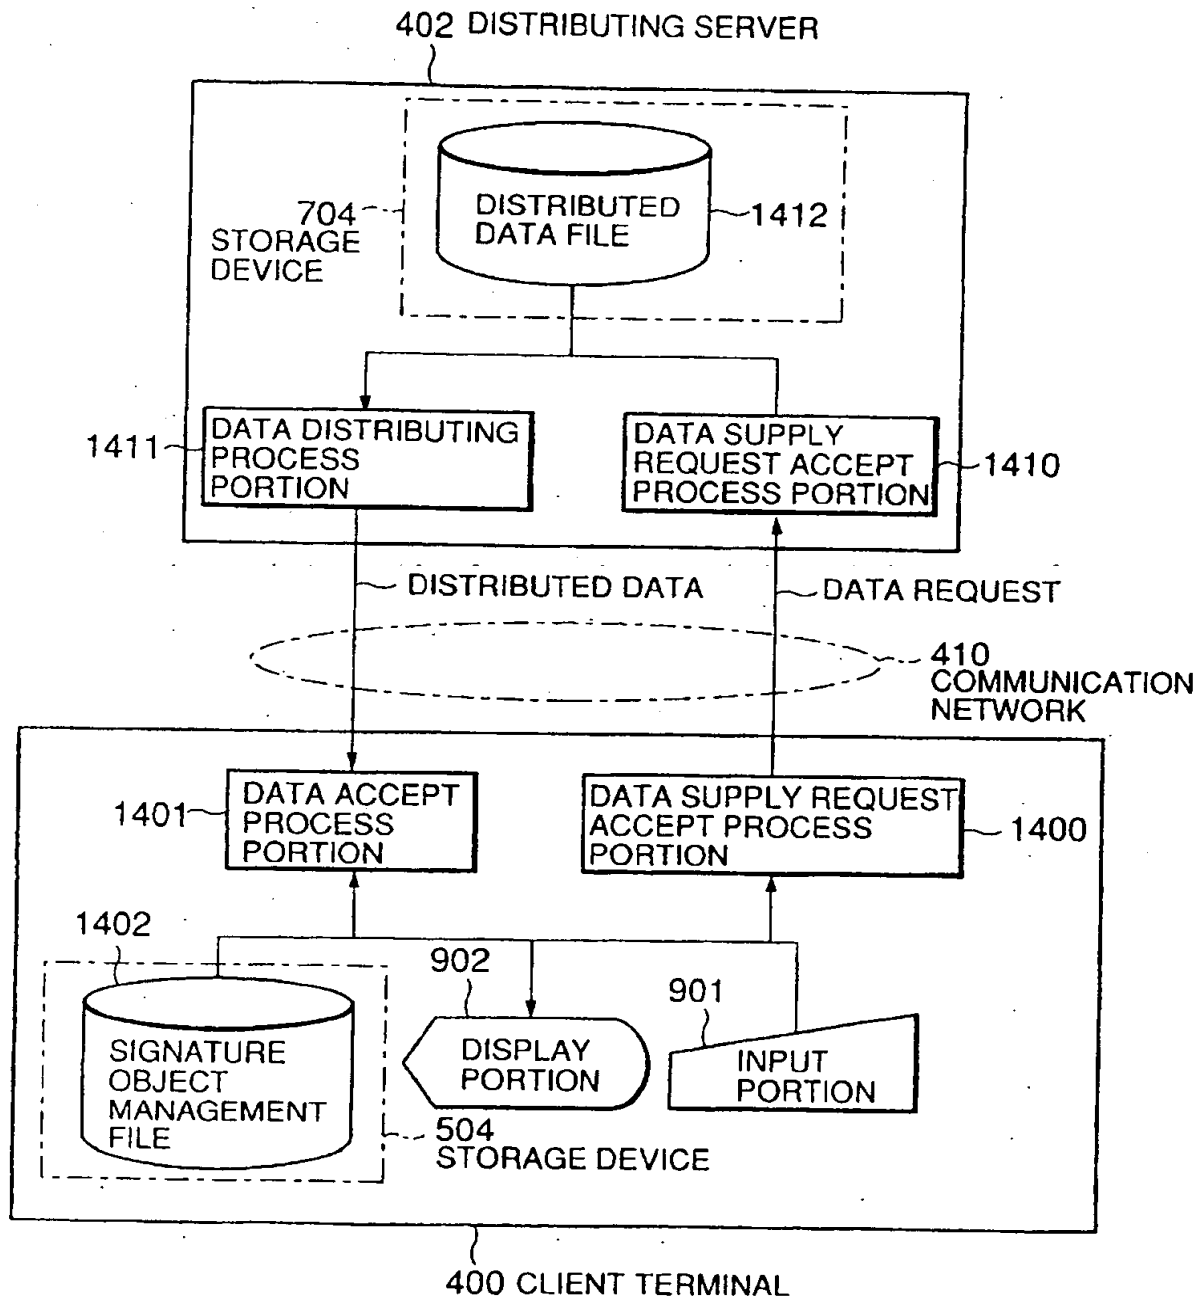 402 DISTRIBUTING SERVER
704
STORAGE
DEVICE
DISTRIBUTED
DATA FILE
1412
1411
DATA DISTRIBUTING
PROCESS
PORTION
DATA SUPPLY
REQUEST ACCEPT
PROCESS PORTION
1410
DISTRIBUTED DATA
DATA REQUEST
410
COMMUNICATION
NETWORK
1401
DATA ACCEPT
PROCESS
PORTION
DATA SUPPLY REQUEST
ACCEPT PROCESS
PORTION
1400
1402
SIGNATURE
OBJECT
MANAGEMENT
FILE
902
DISPLAY
PORTION
901
INPUT
PORTION
504
STORAGE DEVICE
400 CLIENT TERMINAL